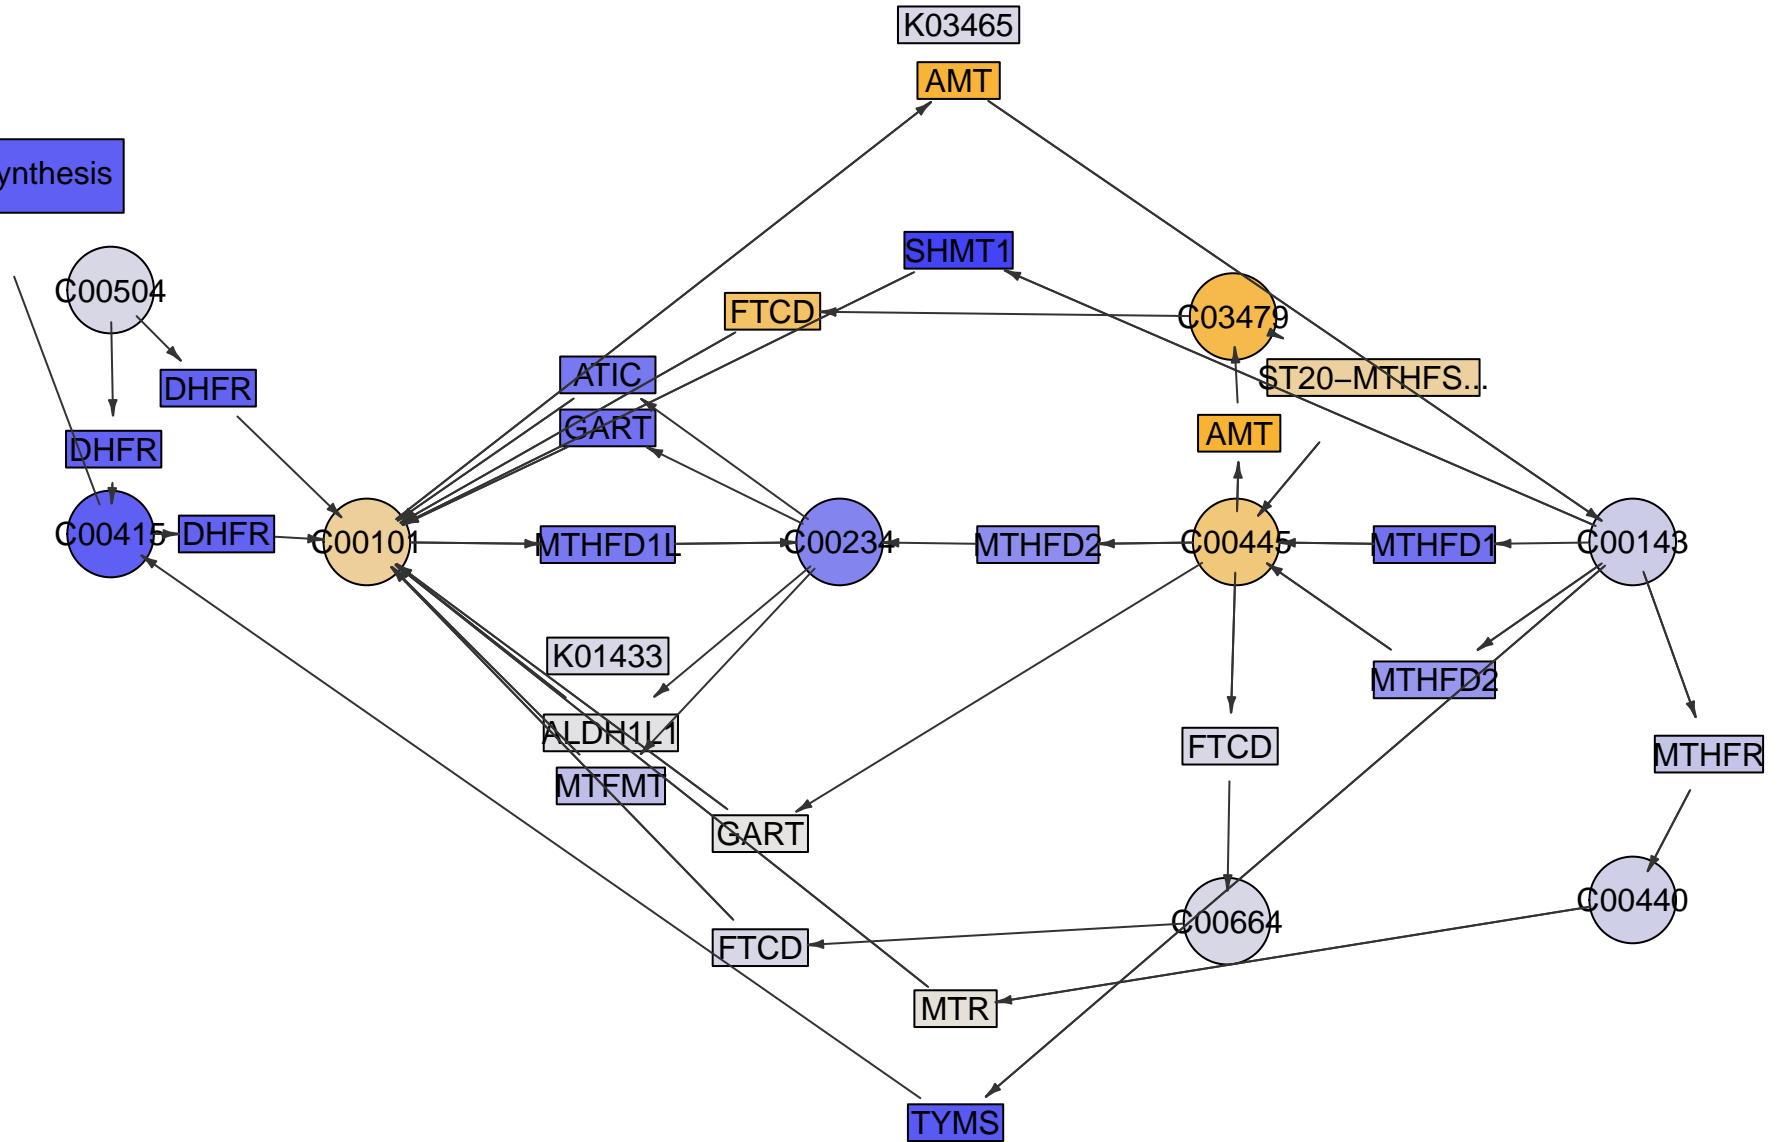 K03465
AMT
ynthesis
SHMT1
C00504
FTCD
C03479
ATIC
ST20−MTHFS...
DHFR
GART
AMT
DHFR
C00415
DHFR
C00101
MTHFD1L
C00234
MTHFD2
C00445
MTHFD1
C00143
K01433
MTHFD2
ALDH1L1
FTCD
MTHFR
MTFMT
GART
C00440
C00664
FTCD
MTR
TYMS